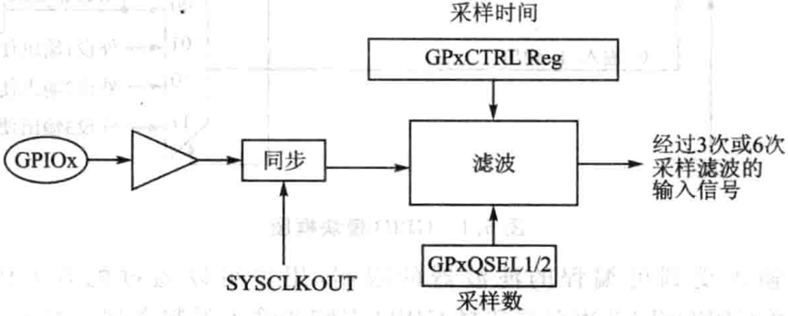 采样时间
GPxCTRL Reg
GPIOx
同步
滤波
经过3次或6次
采样滤波的
输入信号
SYSCLKOUT
GPxQSEL1/2
采样数